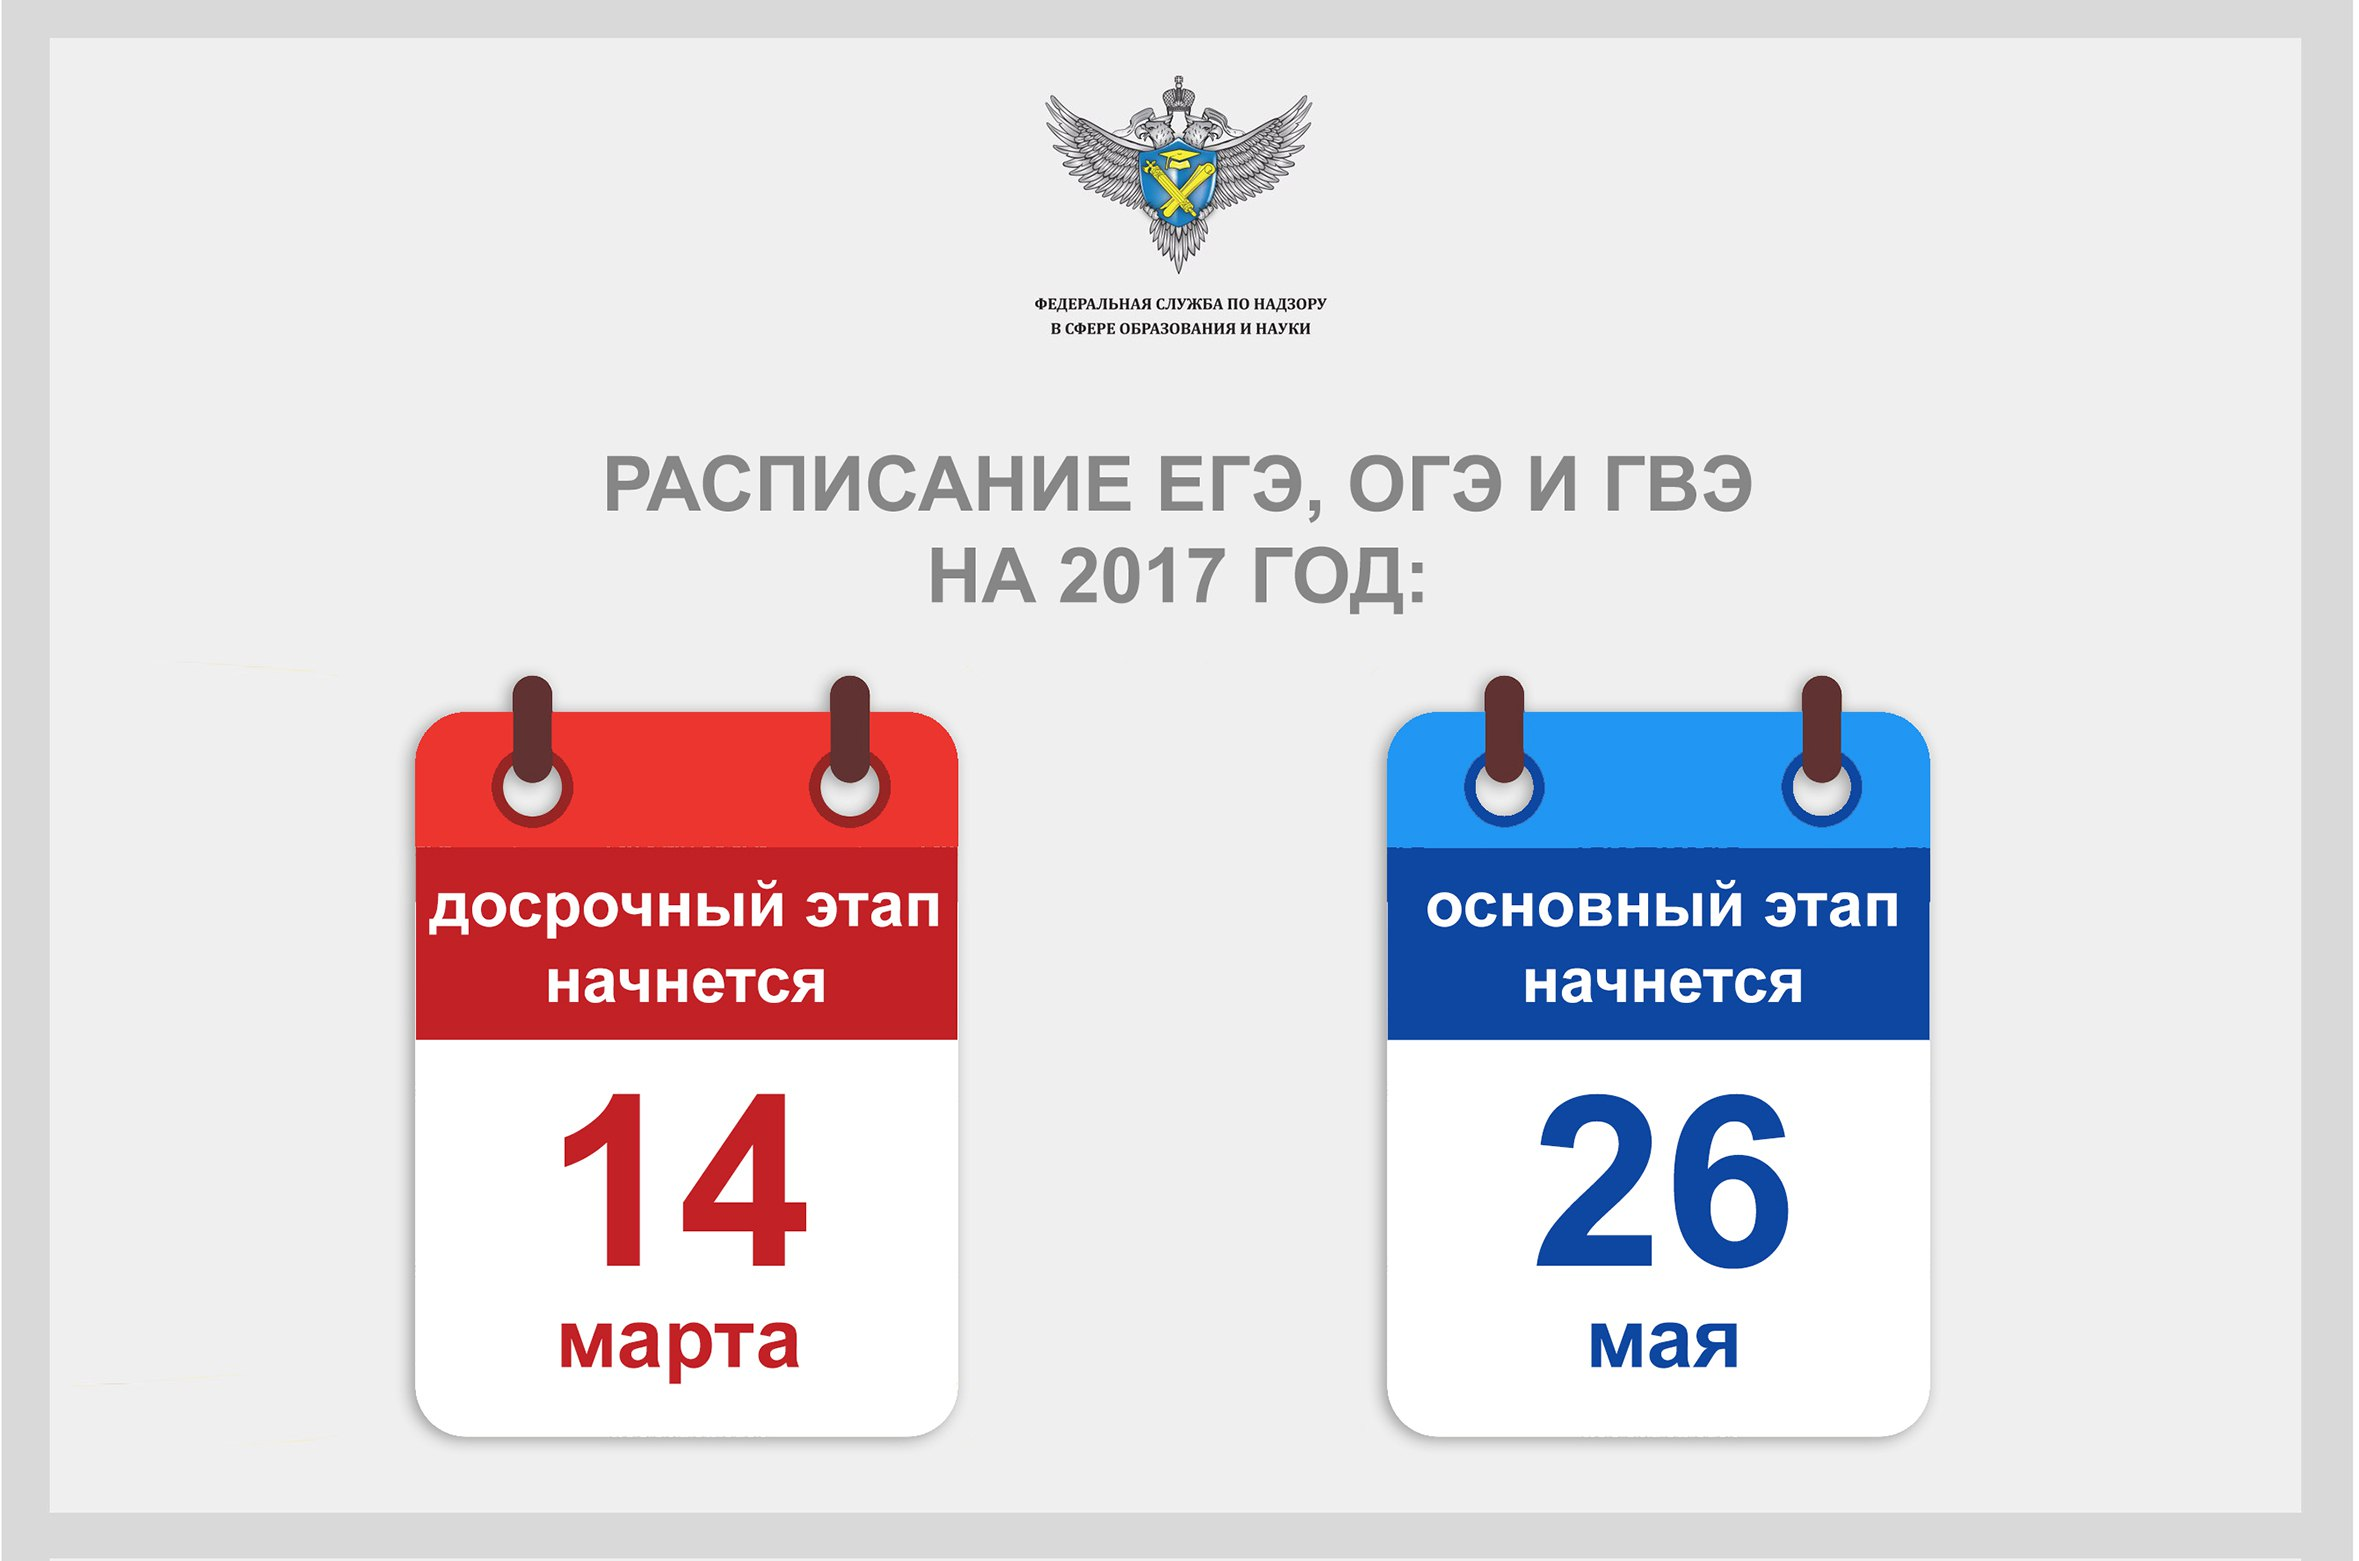 ФЕДЕРАЛЬНАЯ СЛУЖБА ПО НАДЗОРУ
В СФЕРЕ ОБРАЗОВАНИЯ И НАУКИ
РАСПИСАНИЕ ЕГЭ, ОГЭ И ГВЭ
НА 2017 ГОД:
досрочный этап
начнется
14
марта
основный этап
начнется
26
мая